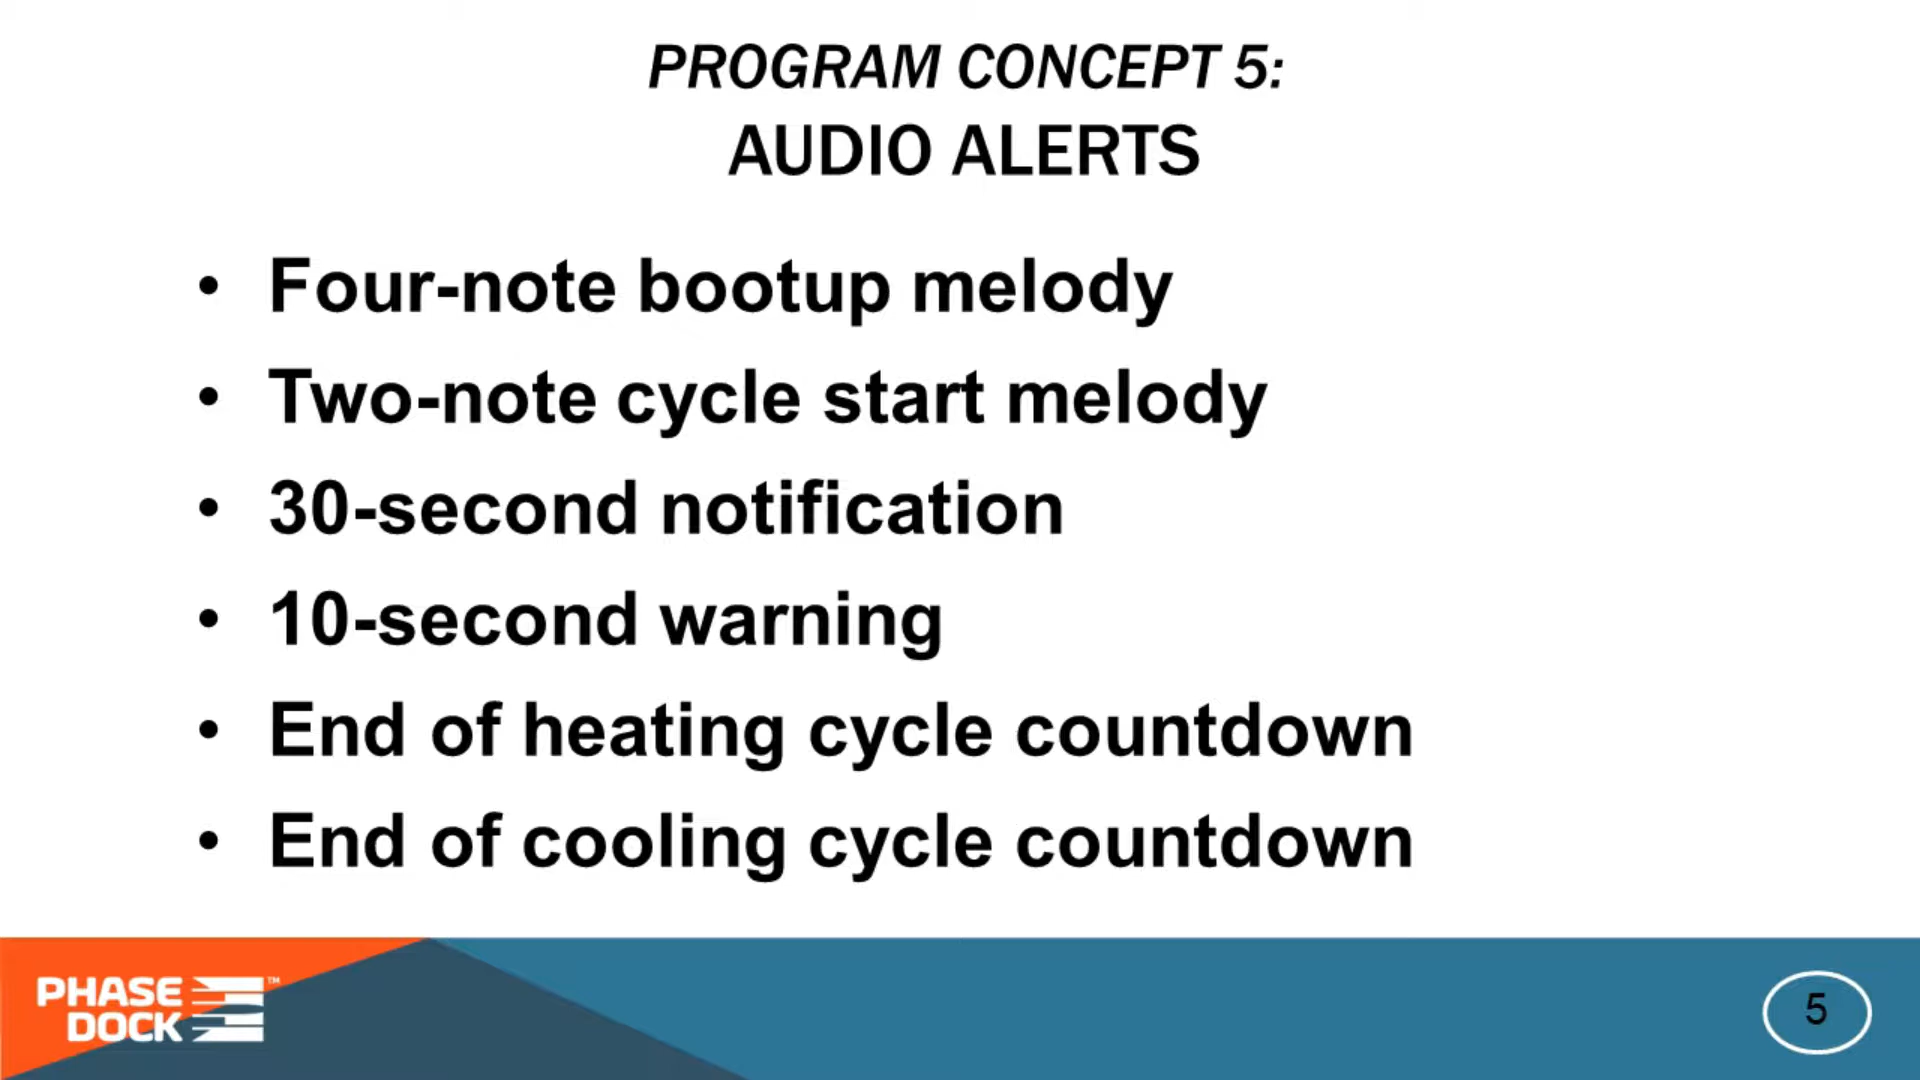 PROGRAM CONCEPT 5:
AUDIO ALERTS
• Four-note bootup melody
• Two-note cycle start melody
• 30-second notification
• 10-second warning
• End of heating cycle countdown
• End of cooling cycle countdown
PHASE
DOCK
™
5